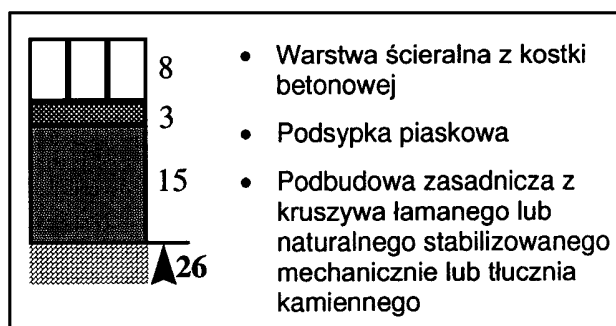 8
3
15
26
• Warstwa ścieralna z kostki
betonowej
• Podsypka piaskowa
• Podbudowa zasadnicza z
kruszywa łamanego lub
naturalnego stabilizowanego
mechanicznie lub tłucznia
kamiennego